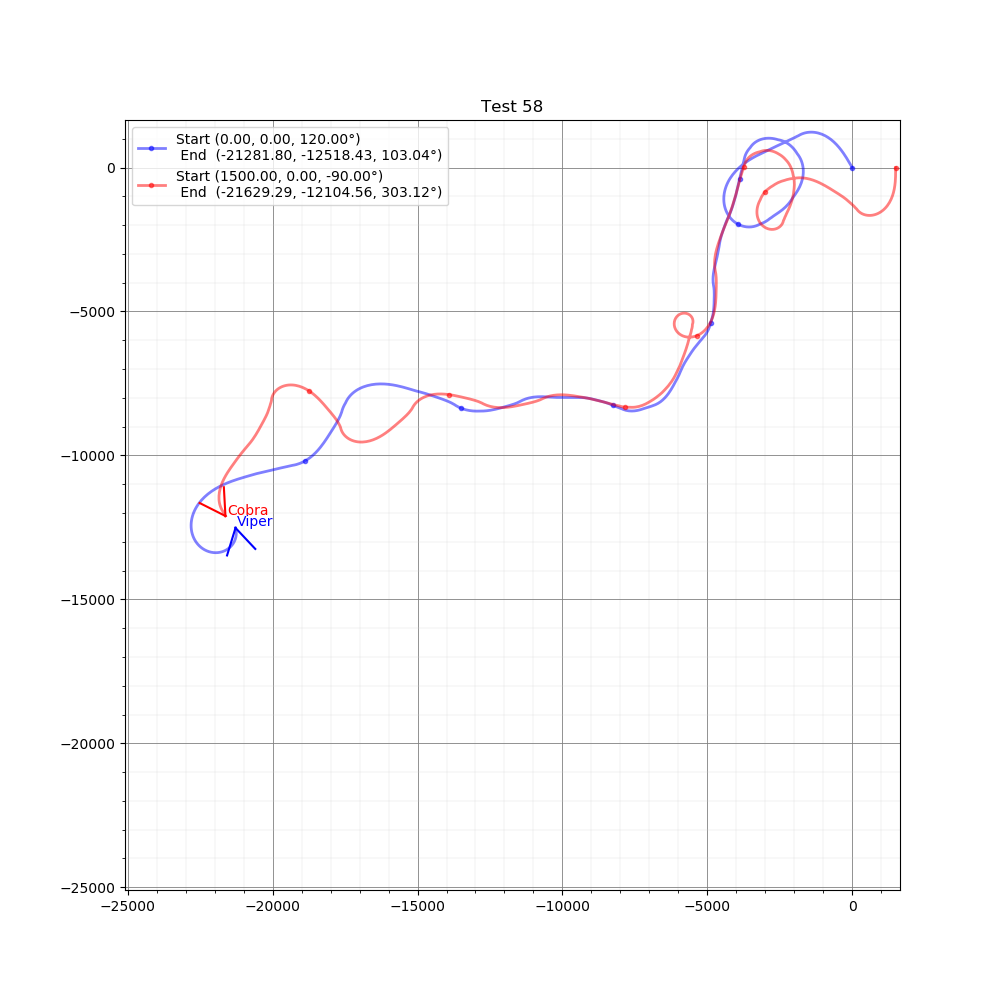 Test 58
Start (0.00, 0.00, 120.00°)
End (-21281.80, -12518.43, 103.04°)
Start (1500.00, 0.00, -90.00°)
End (-21629.29, -12104.56, 303.12°)
0
−5000
−10000
−15000
−20000
−25000
Cobra
Viper
−25000 −20000 −15000 −10000 −5000 0